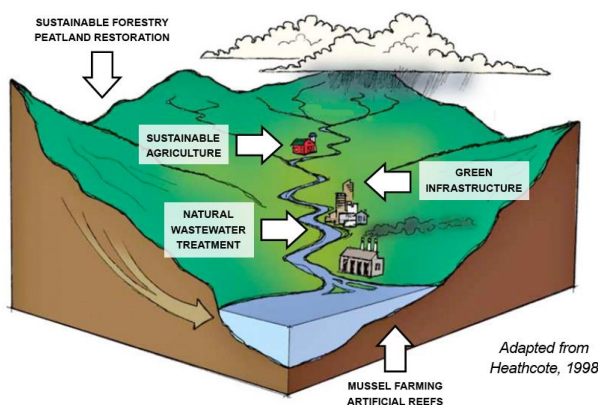 SUSTAINABLE FORESTRY
PEATLAND RESTORATION
SUSTAINABLE
AGRICULTURE
GREEN
INFRASTRUCTURE
NATURAL
WASTEWATER
TREATMENT
Adapted from
Heathcote, 1998
MUSSEL FARMING
ARTIFICIAL REEFS